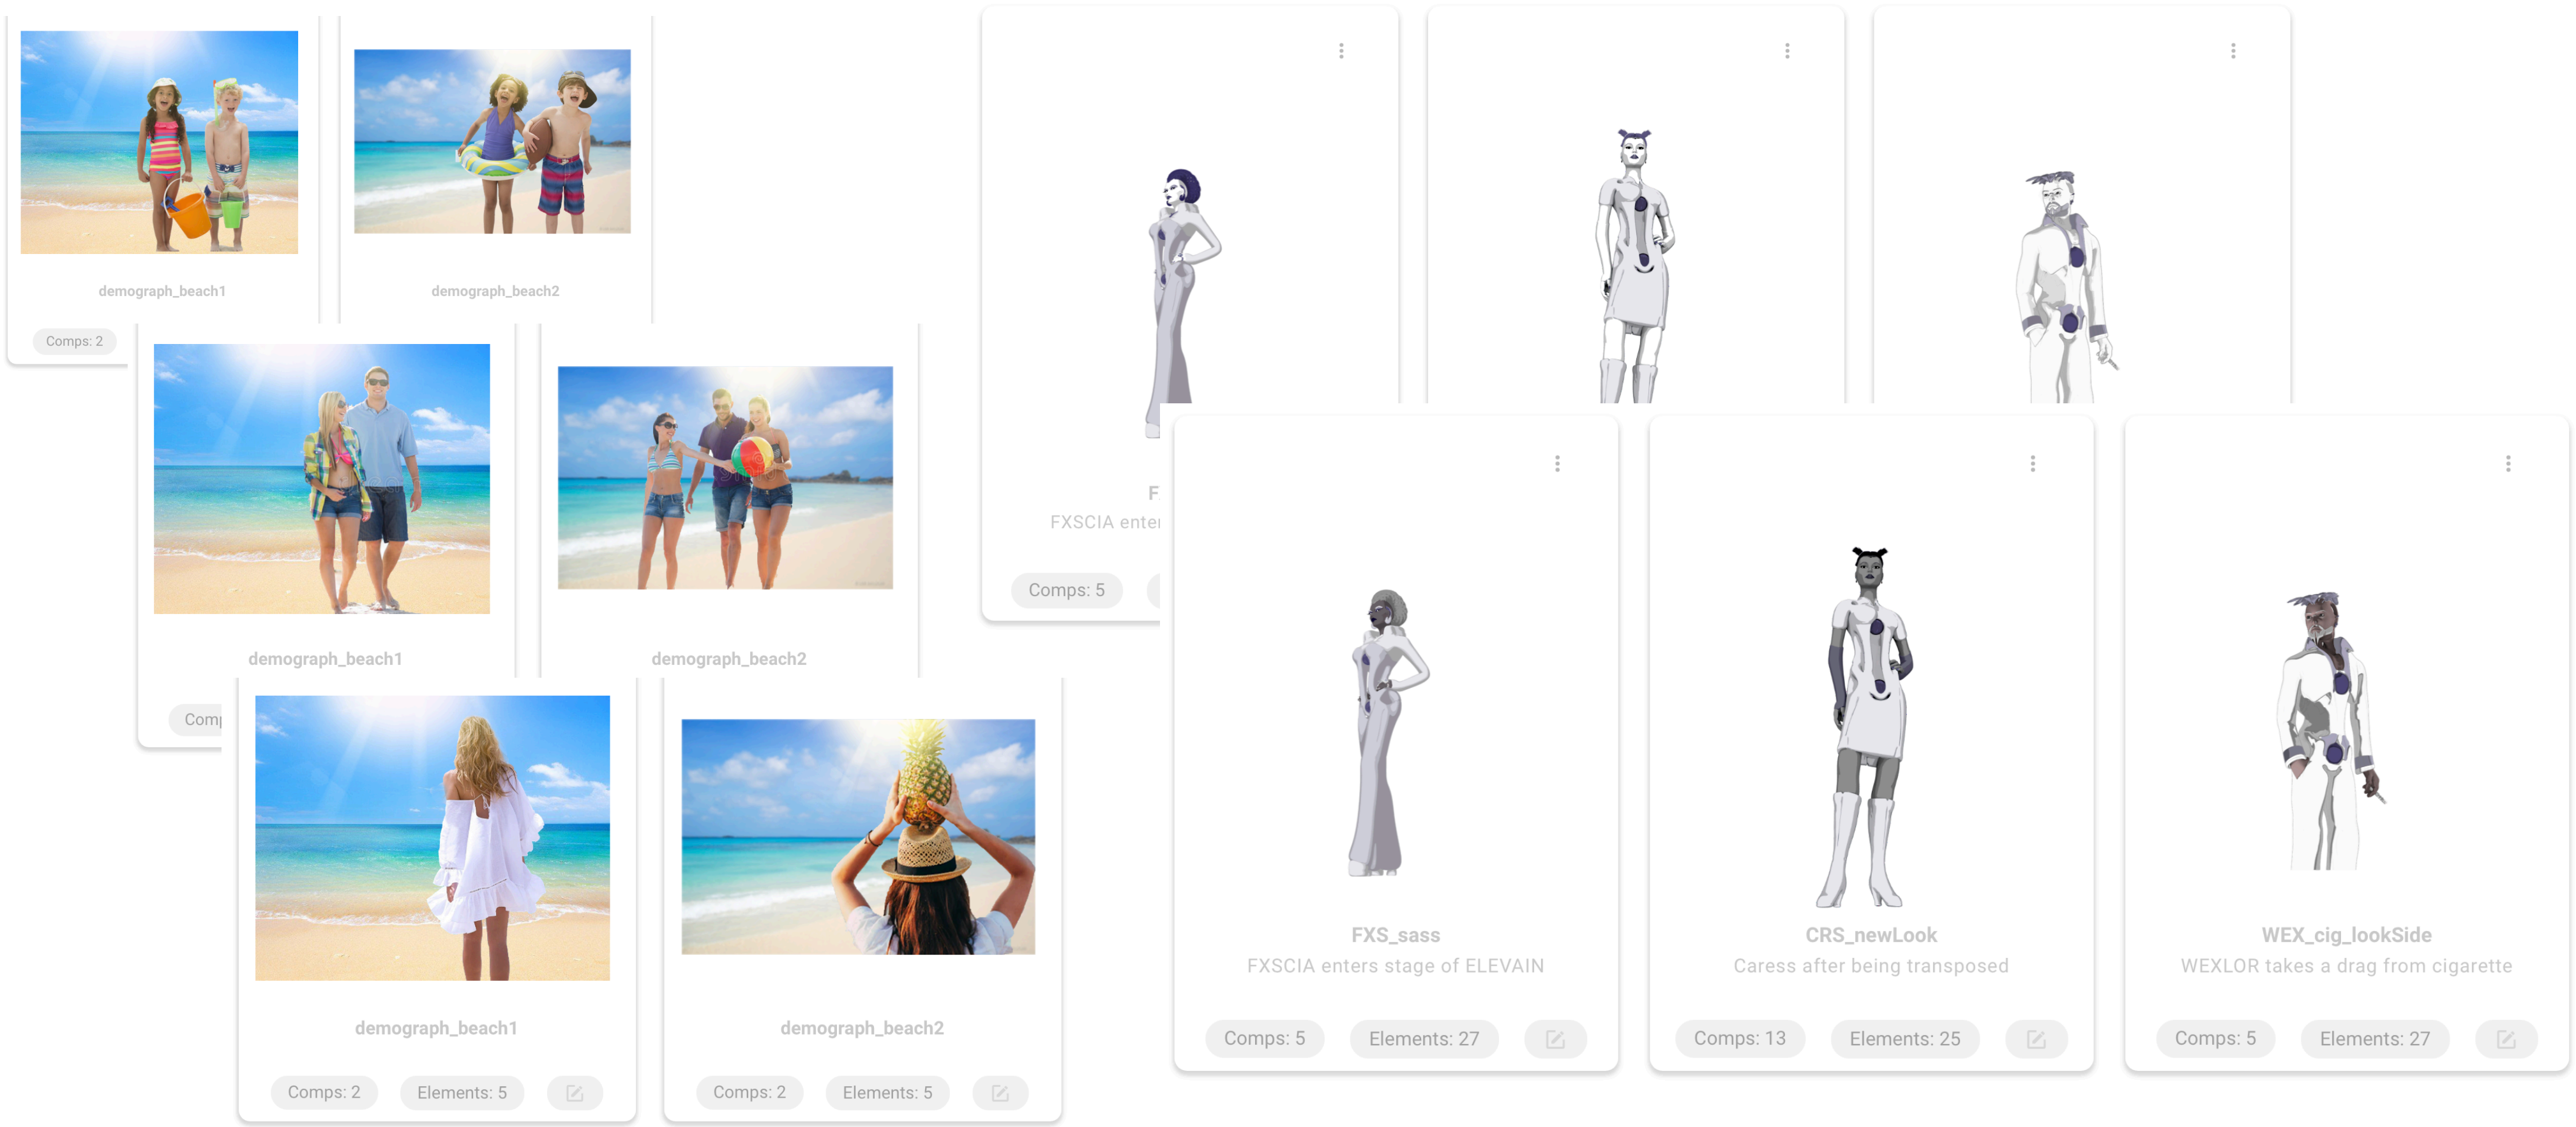 demograph_beach1
demograph_beach2
Comps: 2
demograph_beach1
demograph_beach2
Comp
demograph_beach1
demograph_beach2
Comps: 2
Elements: 5
Comps: 2
Elements: 5
F
FXSCIA enter
Comps: 5
FXS_sass
FXSCIA enters stage of ELEVAIN
Comps: 5
Elements: 27
CRS_newLook
Caress after being transposed
Comps: 13
Elements: 25
WEX_cig_lookSide
WEXLOR takes a drag from cigarette
Comps: 5
Elements: 27